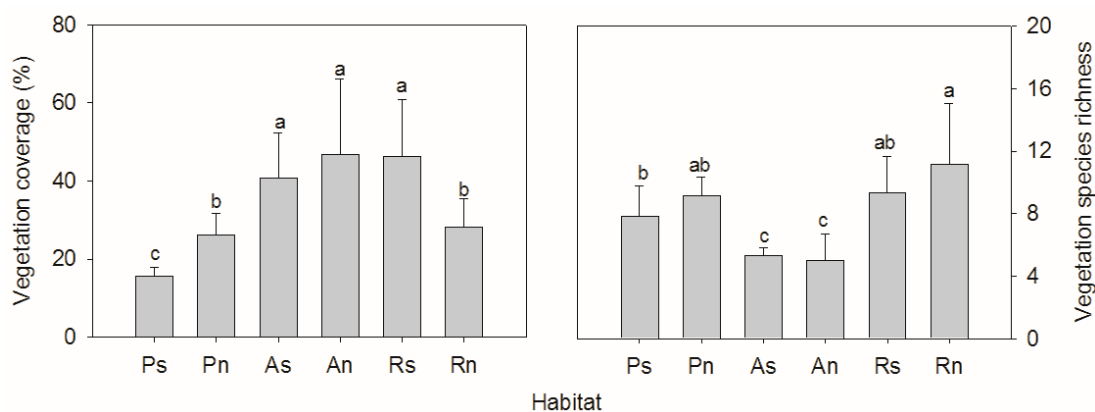 Vegetation coverage (%)
80
60
40
20
0
c
b
a
a
a
b
Ps Pn As An Rs Rn
b
ab
c
c
ab
a
Ps Pn As An Rs Rn
20
16
12
8
4
0
Vegetation species richness
Habitat